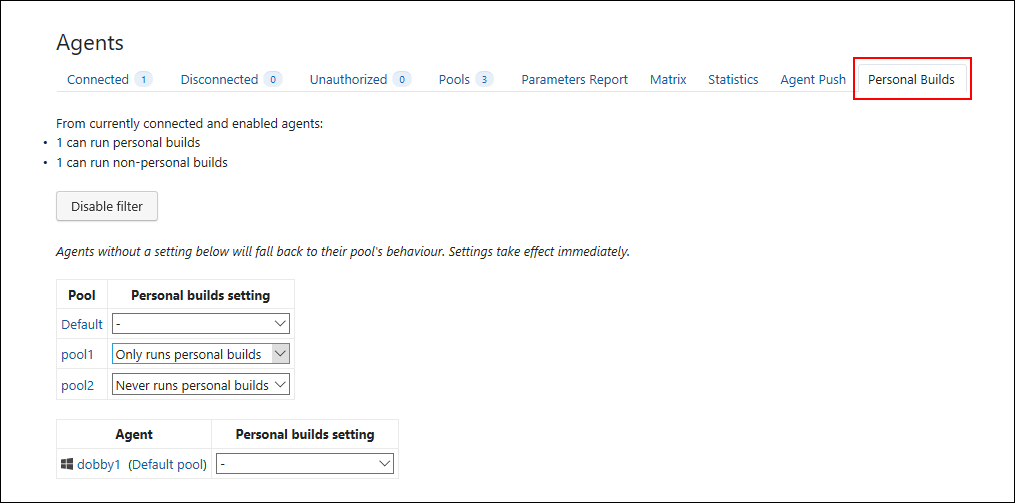 Agents
Connected 1 Disconnected 0 Unauthorized 0 Pools 3 Parameters Report Matrix Statistics Agent Push Personal Builds
From currently connected and enabled agents:
• 1 can run personal builds
• 1 can run non-personal builds
Disable filter
Agents without a setting below will fall back to their pool's behaviour. Settings take effect immediately.
Pool Personal builds setting
Default -
pool1 Only runs personal builds
pool2 Never runs personal builds
Agent Personal builds setting
dobby1 (Default pool) -